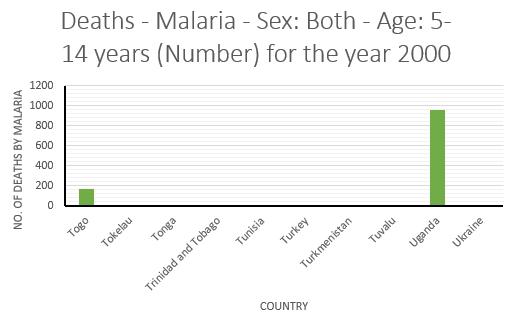 Deaths - Malaria - Sex: Both - Age: 5-
14 years (Number) for the year 2000
1200
1000
800
600
400
200
0
NO. OF DEATHS BY MALARIA
Togo
Tokelau
Tonga
Trinidad and Tobago
Tunisia
Turkey
Turkmenistan
Tuvalu
Uganda
Ukraine
COUNTRY